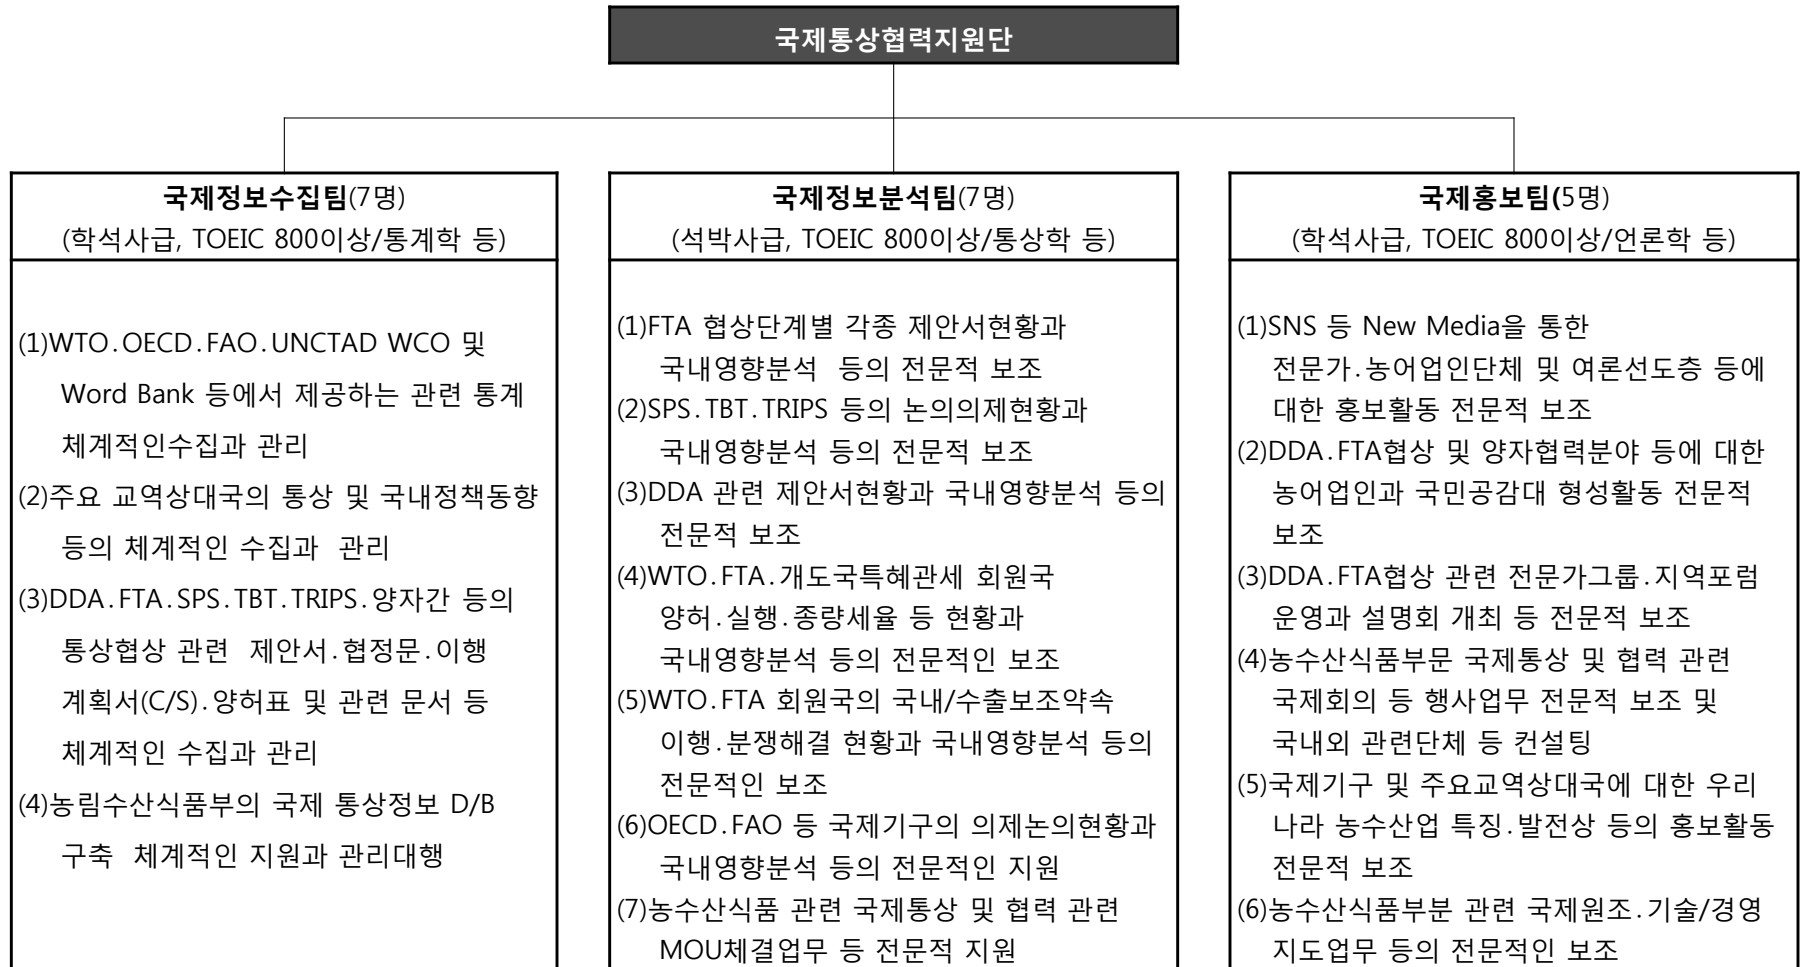 국제통상협력지원단
국제정보수집팀(7명)
(학석사급, TOEIC 800이상/통계학 등)
(1)WTO.OECD.FAO.UNCTAD WCO 및
Word Bank 등에서 제공하는 관련 통계
체계적인수집과 관리
(2)주요 교역상대국의 통상 및 국내정책동향
등의 체계적인 수집과 관리
(3)DDA.FTA.SPS.TBT.TRIPS.양자간 등의
통상협상 관련 제안서.협정문.이행
계획서(C/S).양허표 및 관련 문서 등
체계적인 수집과 관리
(4)농림수산식품부의 국제 통상정보 D/B
구축 체계적인 지원과 관리대행
국제정보분석팀(7명)
(석박사급, TOEIC 800이상/통상학 등)
(1)FTA 협상단계별 각종 제안서현황과
국내영향분석 등의 전문적 보조
(2)SPS.TBT.TRIPS 등의 논의의제현황과
국내영향분석 등의 전문적 보조
(3)DDA 관련 제안서현황과 국내영향분석 등의
전문적 보조
(4)WTO.FTA.개도국특혜관세 회원국
양허.실행.종량세율 등 현황과
국내영향분석 등의 전문적인 보조
(5)WTO.FTA 회원국의 국내/수출보조약속
이행.분쟁해결 현황과 국내영향분석 등의
전문적인 보조
(6)OECD.FAO 등 국제기구의 의제논의현황과
국내영향분석 등의 전문적인 지원
(7)농수산식품 관련 국제통상 및 협력 관련
MOU체결업무 등 전문적 지원
국제홍보팀(5명)
(학석사급, TOEIC 800이상/언론학 등)
(1)SNS 등 New Media을 통한
전문가.농어업인단체 및 여론선도층 등에
대한 홍보활동 전문적 보조
(2)DDA.FTA협상 및 양자협력분야 등에 대한
농어업인과 국민공감대 형성활동 전문적
보조
(3)DDA.FTA협상 관련 전문가그룹.지역포럼
운영과 설명회 개최 등 전문적 보조
(4)농수산식품부문 국제통상 및 협력 관련
국제회의 등 행사업무 전문적 보조 및
국내외 관련단체 등 컨설팅
(5)국제기구 및 주요교역상대국에 대한 우리
나라 농수산업 특징.발전상 등의 홍보활동
전문적 보조
(6)농수산식품부분 관련 국제원조.기술/경영
지도업무 등의 전문적인 보조